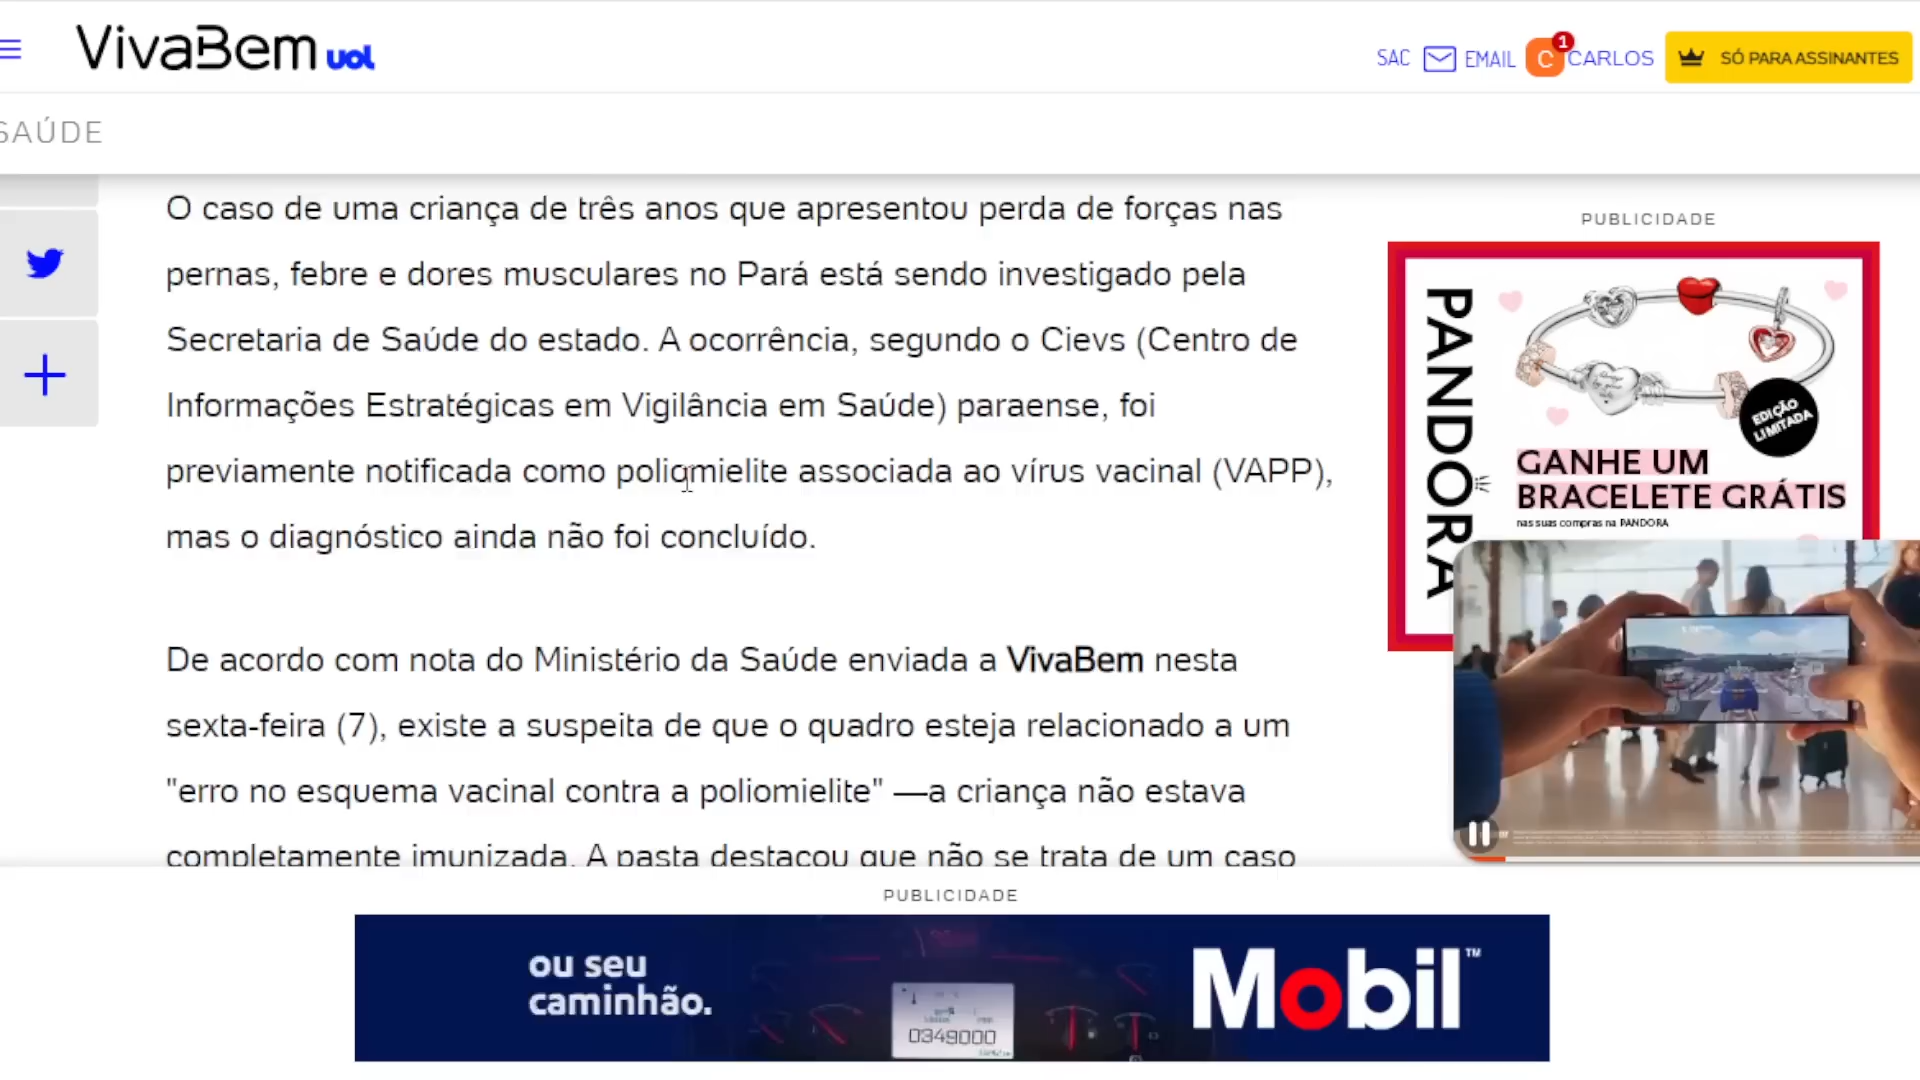 VivaBem uol
SAC EMAIL C 1 CARLOS SÓ PARA ASSINANTES
SAÚDE
O caso de uma criança de três anos que apresentou perda de forças nas
pernas, febre e dores musculares no Pará está sendo investigado pela
Secretaria de Saúde do estado. A ocorrência, segundo o Cievs (Centro de
Informações Estratégicas em Vigilância em Saúde) paraense, foi
previamente notificada como poliomielite associada ao vírus vacinal (VAPP),
mas o diagnóstico ainda não foi concluído.
De acordo com nota do Ministério da Saúde enviada a VivaBem nesta
sexta-feira (7), existe a suspeita de que o quadro esteja relacionado a um
"erro no esquema vacinal contra a poliomielite" —a criança não estava
completamente imunizada. A pasta destacou que não se trata de um caso
PUBLICIDADE
PANDORA
EDIÇÃO
LIMITADA
GANHE UM
BRACELETE GRÁTIS
nas suas compras na PANDORA
PUBLICIDADE
ou seu
caminhão.
0349000
Mobil™